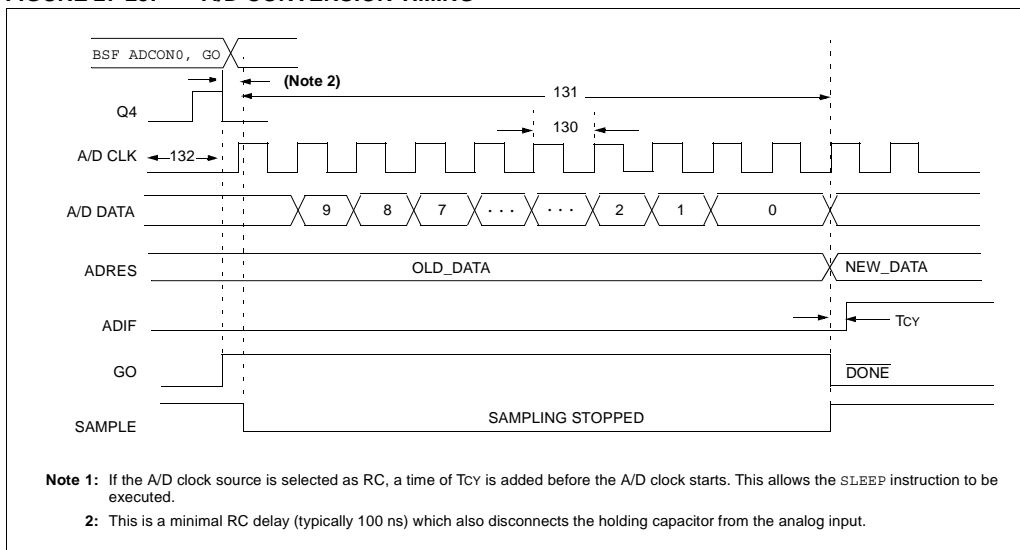 BSF ADCON0, GO
(Note 2)
131
Q4
130
A/D CLK
132
A/D DATA
9 8 7 · · · · · · 2 1 0
ADRES
OLD_DATA
NEW_DATA
ADIF
TCY
GO
DONE
SAMPLE
SAMPLING STOPPED
Note 1: If the A/D clock source is selected as RC, a time of TCY is added before the A/D clock starts. This allows the SLEEP instruction to be
executed.
2: This is a minimal RC delay (typically 100 ns) which also disconnects the holding capacitor from the analog input.